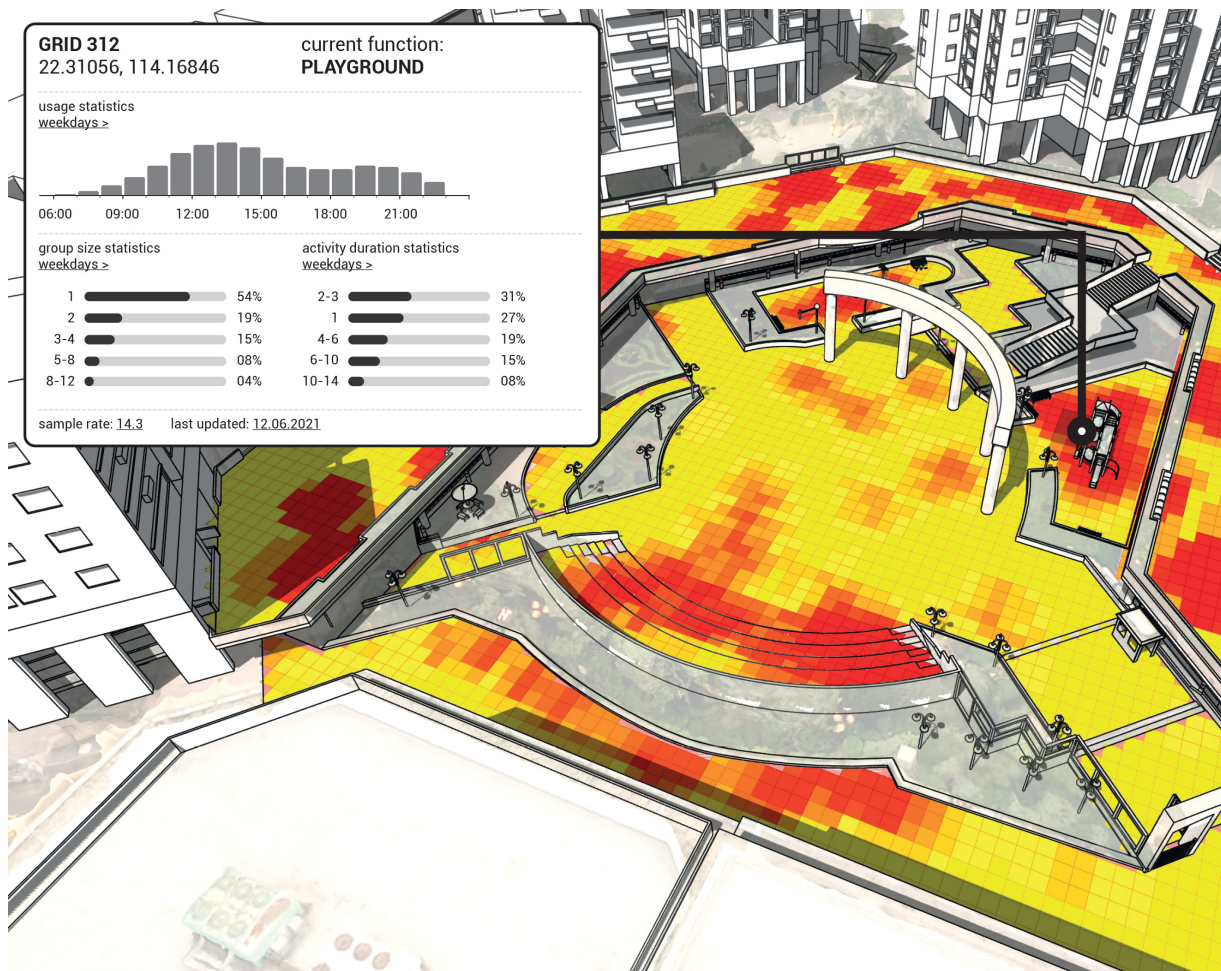 GRID 312
22.31056, 114.16846
current function:
PLAYGROUND
usage statistics
weekdays >
06:00 09:00 12:00 15:00 18:00 21:00
group size statistics
weekdays >
1 54%
2 19%
3-4 15%
5-8 08%
8-12 04%
activity duration statistics
weekdays >
2-3 31%
1 27%
4-6 19%
6-10 15%
10-14 08%
sample rate: 14.3 last updated: 12.06.2021